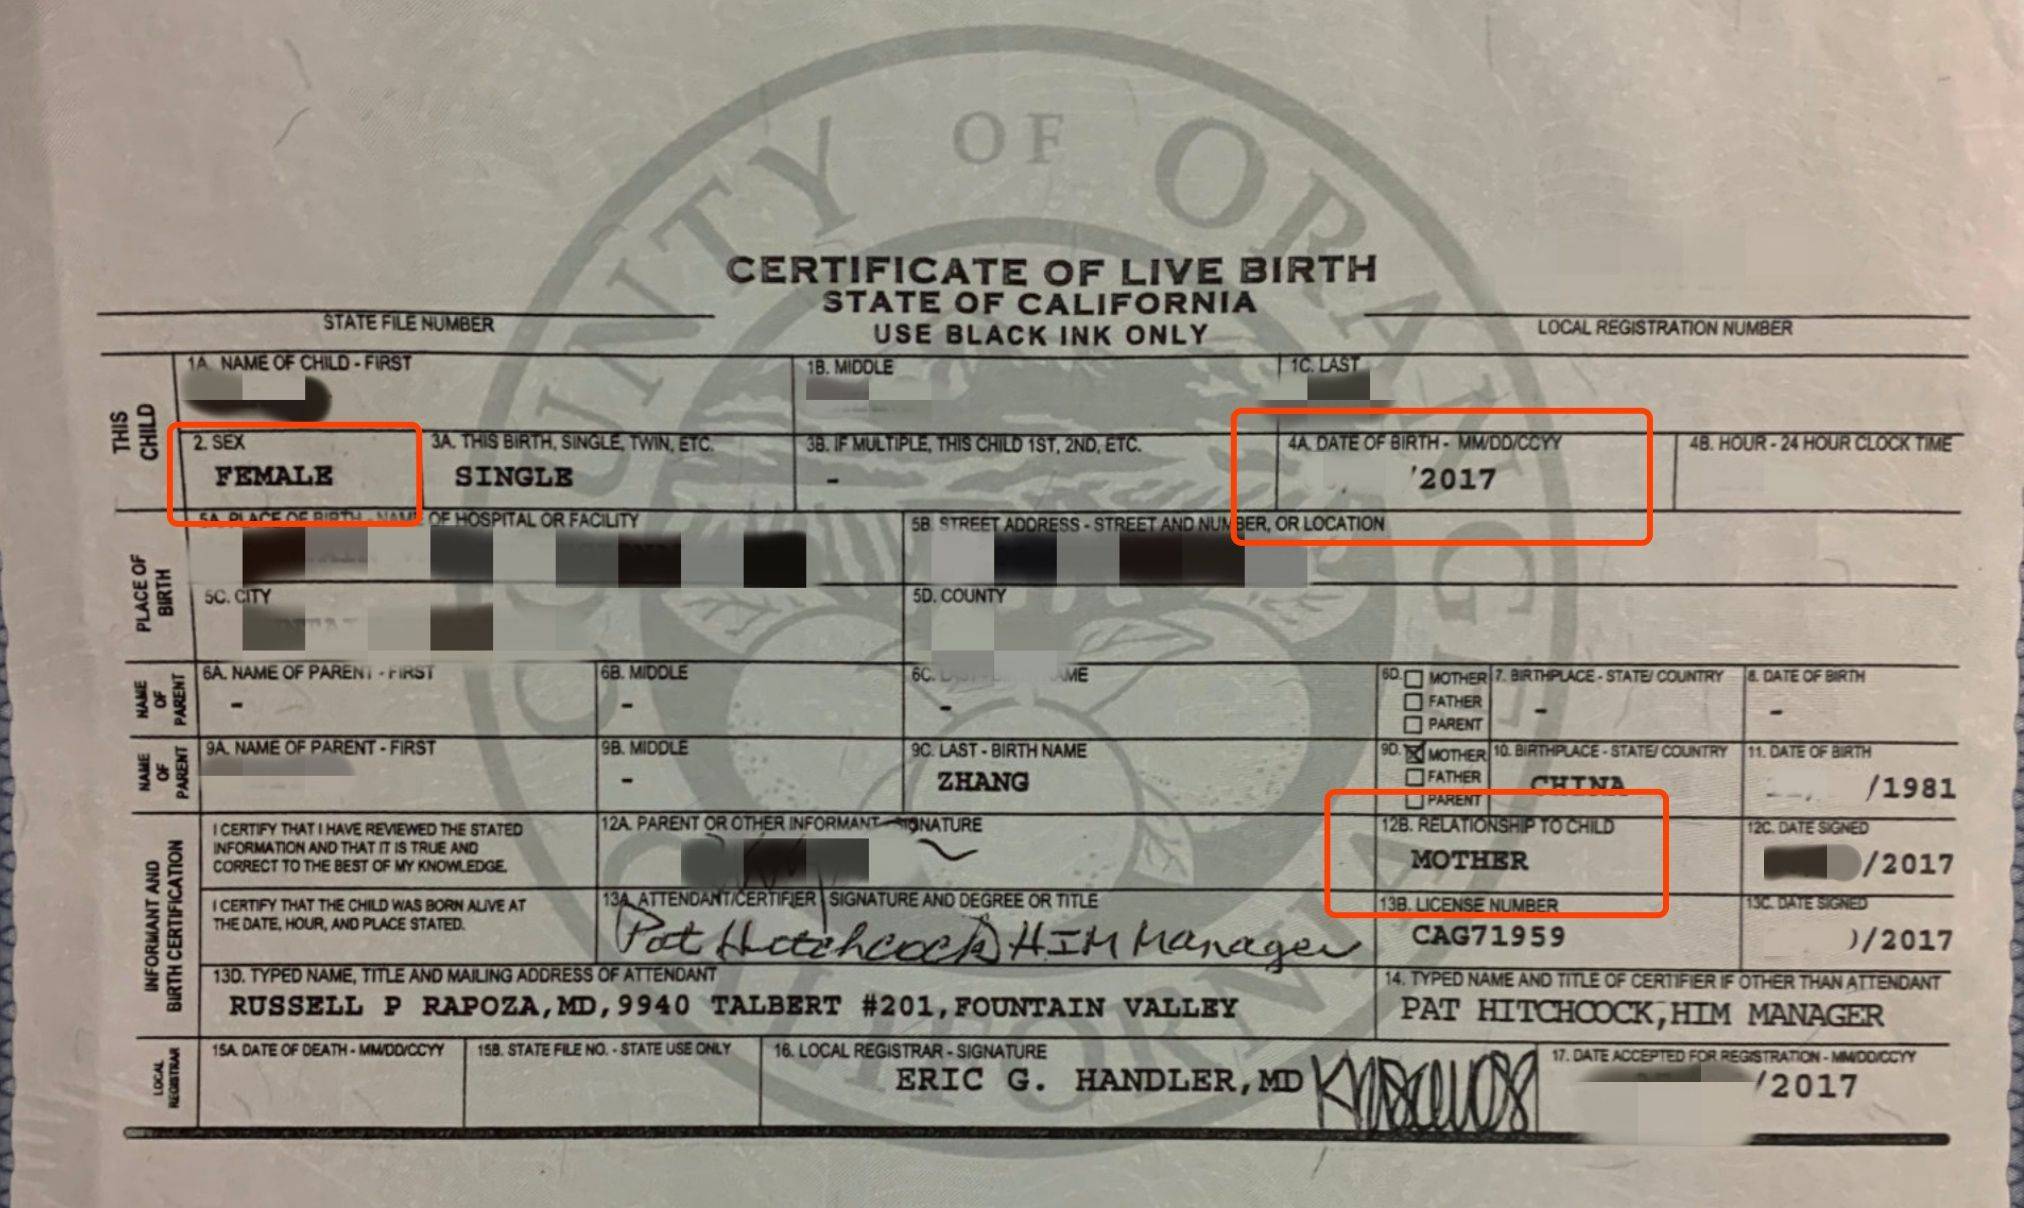 COUNTY OF ORANGE
CALIFORNIA
CERTIFICATE OF LIVE BIRTH
STATE OF CALIFORNIA
USE BLACK INK ONLY
STATE FILE NUMBER
LOCAL REGISTRATION NUMBER
THIS CHILD
1A. NAME OF CHILD - FIRST
1B. MIDDLE
1C. LAST
2. SEX
FEMALE
3A. THIS BIRTH, SINGLE, TWIN, ETC.
SINGLE
3B. IF MULTIPLE, THIS CHILD 1ST, 2ND, ETC.
-
4A. DATE OF BIRTH - MM/DD/CCYY
2017
4B. HOUR - 24 HOUR CLOCK TIME
PLACE OF BIRTH
5A. PLACE OF BIRTH - NAME OF HOSPITAL OR FACILITY
5B. STREET ADDRESS - STREET AND NUMBER, OR LOCATION
5C. CITY
5D. COUNTY
NAME OF PARENT
6A. NAME OF PARENT - FIRST
-
6B. MIDDLE
-
6C. NAME
-
6D. MOTHER
FATHER
PARENT
7. BIRTHPLACE - STATE/ COUNTRY
-
8. DATE OF BIRTH
-
NAME OF PARENT
9A. NAME OF PARENT - FIRST
9B. MIDDLE
-
9C. LAST - BIRTH NAME
ZHANG
9D. MOTHER
FATHER
PARENT
10. BIRTHPLACE - STATE/ COUNTRY
CHINA
11. DATE OF BIRTH
/1981
INFORMANT AND BIRTH CERTIFICATION
I CERTIFY THAT I HAVE REVIEWED THE STATED
INFORMATION AND THAT IT IS TRUE AND
CORRECT TO THE BEST OF MY KNOWLEDGE.
12A. PARENT OR OTHER INFORMANT - SIGNATURE
12B. RELATIONSHIP TO CHILD
MOTHER
12C. DATE SIGNED
/2017
I CERTIFY THAT THE CHILD WAS BORN ALIVE AT
THE DATE, HOUR, AND PLACE STATED.
13A. ATTENDANT/CERTIFIER - SIGNATURE AND DEGREE OR TITLE
Pat Hitchcock HIM Manager
13B. LICENSE NUMBER
CAG71959
13C. DATE SIGNED
/2017
13D. TYPED NAME, TITLE AND MAILING ADDRESS OF ATTENDANT
RUSSELL P RAPOZA,MD,9940 TALBERT #201,FOUNTAIN VALLEY
14. TYPED NAME AND TITLE OF CERTIFIER IF OTHER THAN ATTENDANT
PAT HITCHCOCK,HIM MANAGER
LOCAL REGISTRAR
15A. DATE OF DEATH - MM/DD/CCYY
15B. STATE FILE NO. - STATE USE ONLY
16. LOCAL REGISTRAR - SIGNATURE
ERIC G. HANDLER,MD
17. DATE ACCEPTED FOR REGISTRATION - MM/DD/CCYY
/2017